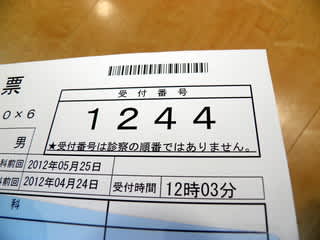 票
受付番号
0×6
1244
男
★受付番号は診察の順番ではありません。
科前回 2012年05月25日
科前回 2012年04月24日 受付時間 12時03分
科